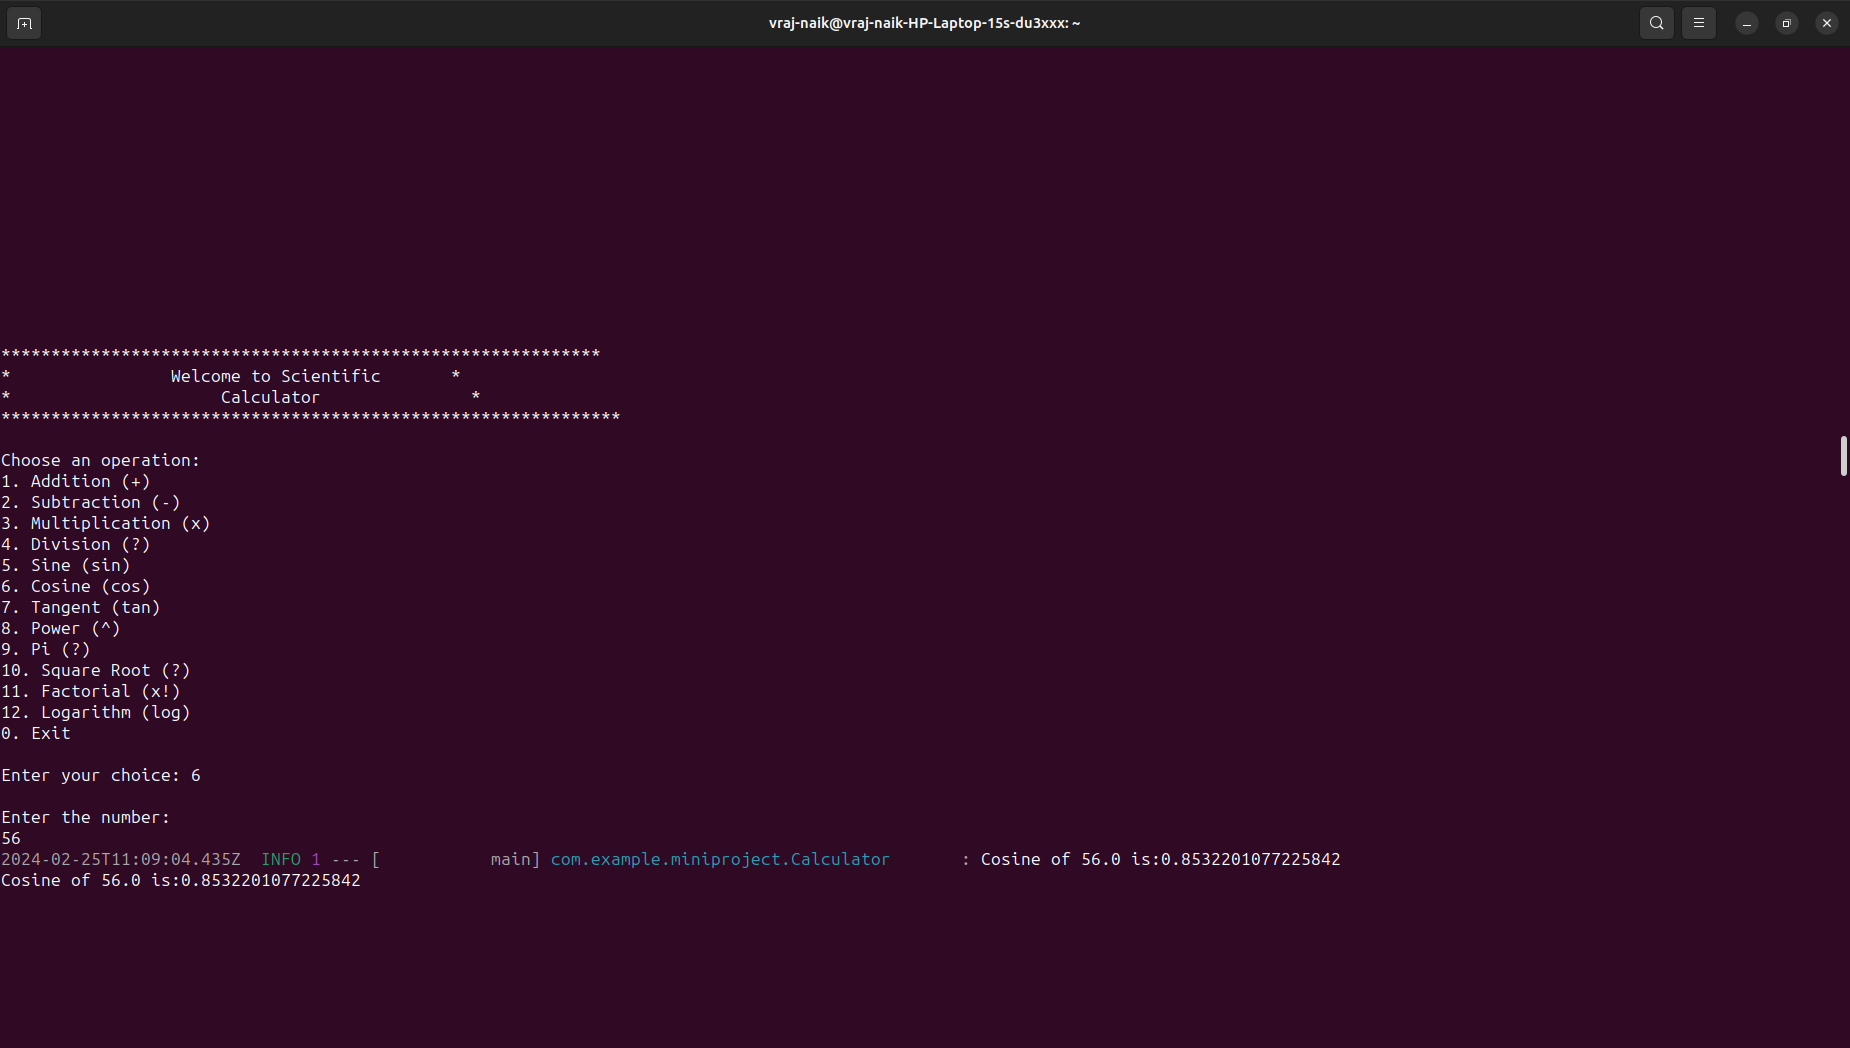 vraj-naik@vraj-naik-HP-Laptop-15s-du3xxx: ~
************************************************************
*                Welcome to Scientific       *
*                     Calculator               *
**************************************************************
Choose an operation:
1. Addition (+)
2. Subtraction (-)
3. Multiplication (x)
4. Division (?)
5. Sine (sin)
6. Cosine (cos)
7. Tangent (tan)
8. Power (^)
9. Pi (?)
10. Square Root (?)
11. Factorial (x!)
12. Logarithm (log)
0. Exit
Enter your choice: 6
Enter the number:
56
2024-02-25T11:09:04.435Z  INFO 1 --- [           main] com.example.miniproject.Calculator       : Cosine of 56.0 is:0.8532201077225842
Cosine of 56.0 is:0.8532201077225842